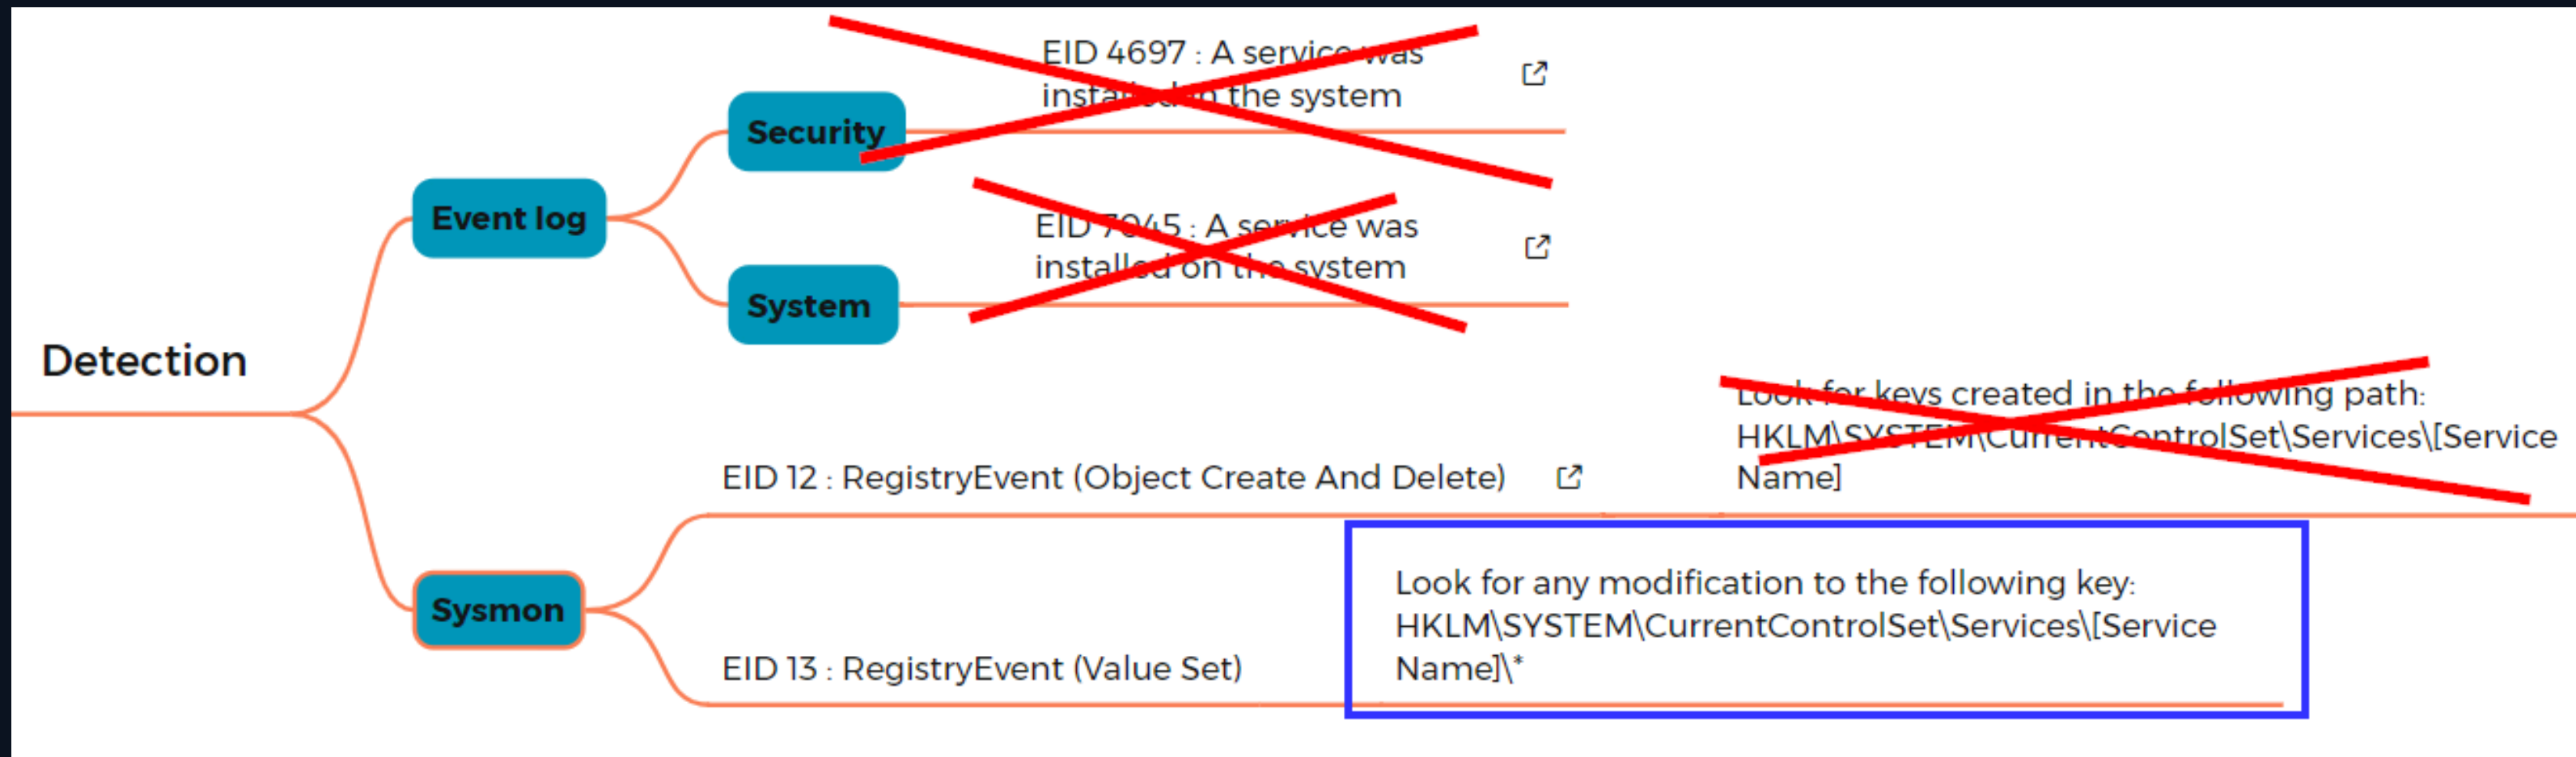 EID 4697 : A service was
installed in the system
Security
Event log
EID 7045 : A service was
installed on the system
System
Detection
Look for keys created in the following path:
HKLM\SYSTEM\CurrentControlSet\Services\[Service
Name]
EID 12 : RegistryEvent (Object Create And Delete)
Sysmon
Look for any modification to the following key:
HKLM\SYSTEM\CurrentControlSet\Services\[Service
Name]\*
EID 13 : RegistryEvent (Value Set)